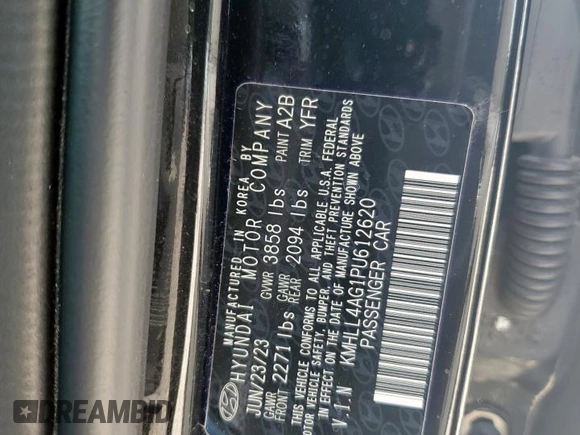 MANUFACTURED IN KOREA BY
HYUNDAI MOTOR COMPANY
JUN/23/23 GVWR 3858 lbs PAINT A2B
GAWR FRONT 2271 lbs GAWR REAR 2094 lbs TRIM YFR
THIS VEHICLE CONFORMS TO ALL APPLICABLE U.S.A. FEDERAL
MOTOR VEHICLE SAFETY, BUMPER, AND THEFT PREVENTION STANDARDS
IN EFFECT ON THE DATE OF MANUFACTURE SHOWN ABOVE
V.I.N KMHLL4AG1PU612620
PASSENGER CAR
DEALERSHIPS.COM